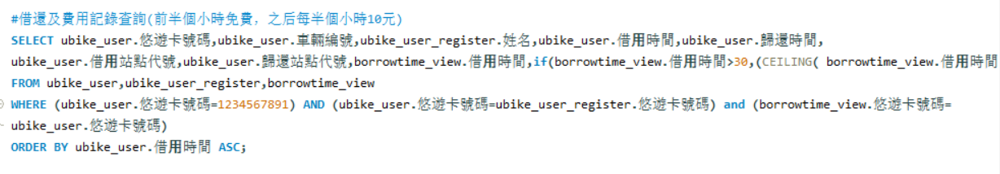 #借還及費用記錄查詢(前半個小時免費，之后每半個小時10元)
SELECT ubike_user.悠遊卡號碼,ubike_user.車輛編號,ubike_user_register.姓名,ubike_user.借用時間,ubike_user.歸還時間,
ubike_user.借用站點代號,ubike_user.歸還站點代號,borrowtime_view.借用時間,if(borrowtime_view.借用時間>30,(CEILING( borrowtime_view.借用時間
FROM ubike_user,ubike_user_register,borrowtime_view
WHERE (ubike_user.悠遊卡號碼=1234567891) AND (ubike_user.悠遊卡號碼=ubike_user_register.悠遊卡號碼) and (borrowtime_view.悠遊卡號碼=
ubike_user.悠遊卡號碼)
ORDER BY ubike_user.借用時間 ASC;